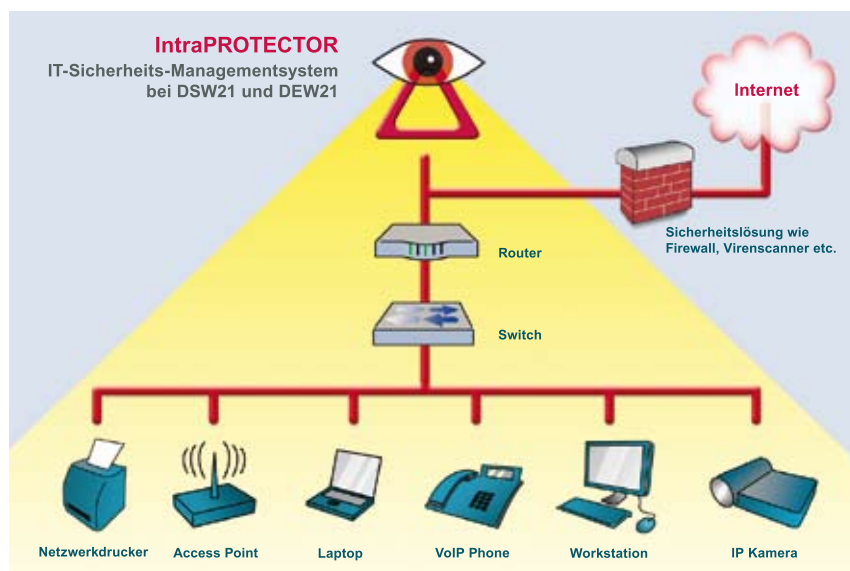 IntraPROTECTOR
IT-Sicherheits-Managementsystem
bei DSW21 und DEW21
Internet
Sicherheitslösung wie
Firewall, Virenscanner etc.
Router
Switch
Netzwerkdrucker
Access Point
Laptop
VoIP Phone
Workstation
IP Kamera